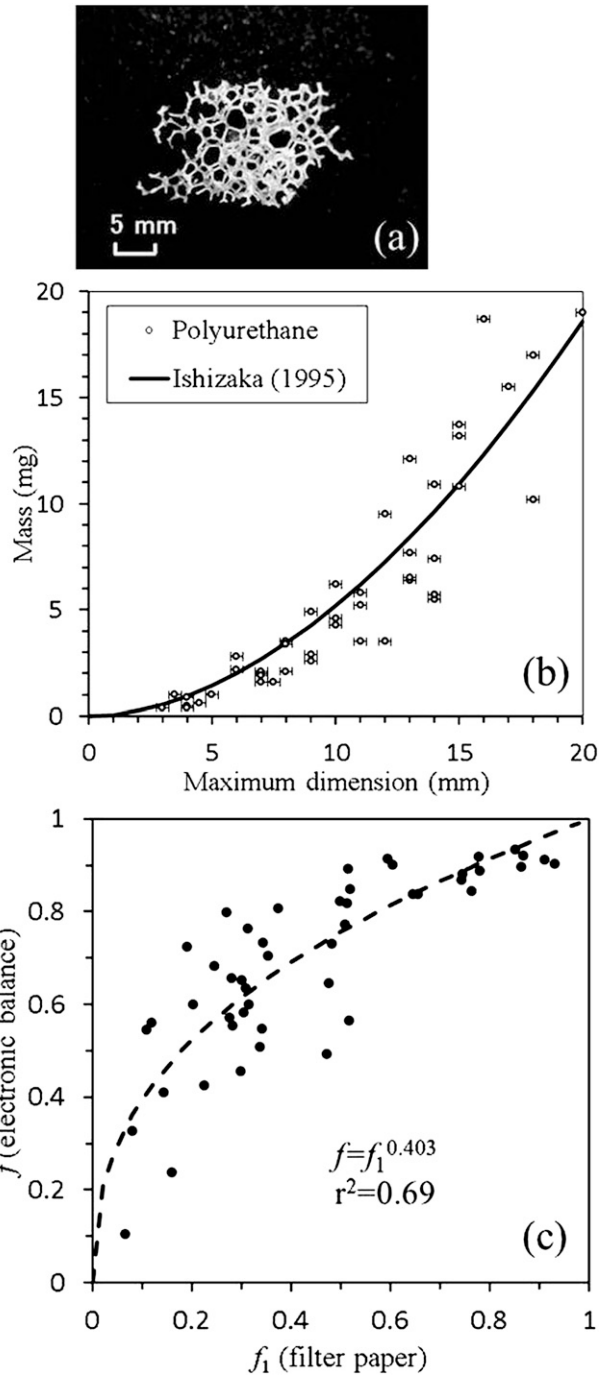 5 mm
(a)
20
Polyurethane
Ishizaka (1995)
15
10
5
0
Mass (mg)
(b)
0 5 10 15 20
Maximum dimension (mm)
1
0.8
0.6
0.4
0.2
0
f (electronic balance)
f=f₁^0.403
r²=0.69
(c)
0 0.2 0.4 0.6 0.8 1
f₁ (filter paper)